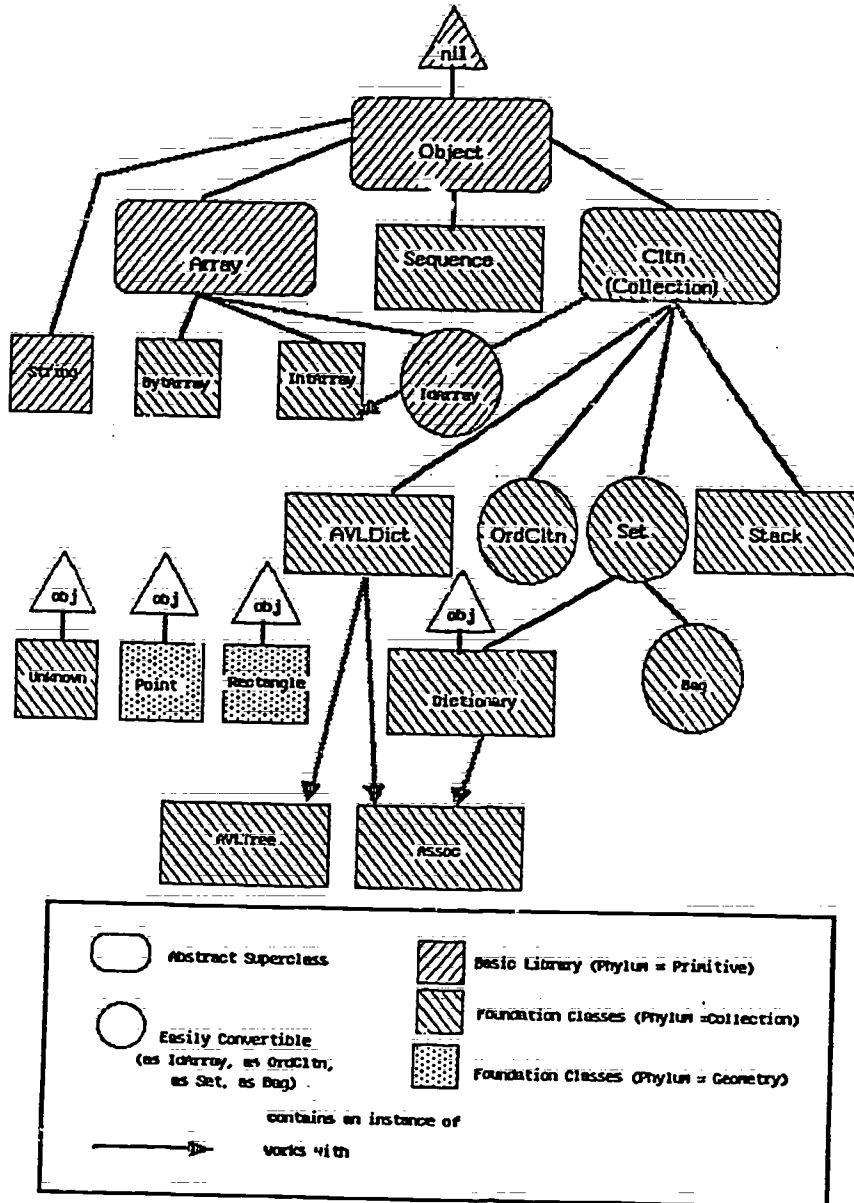 nil
Object
Array
Sequence
Cltn
(Collection)
String
BytArray
IntArray
IdArray
AVLDict
OrdCltn
Set
Stack
obj
obj
obj
obj
Unknown
Point
Rectangle
Dictionary
Bag
AVLTree
Assoc
Abstract Superclass
Basic Library (Phylum = Primitive)
Easily Convertible
(as IdArray, as OrdCltn,
as Set, as Bag)
Foundation Classes (Phylum =Collection)
Foundation Classes (Phylum = Geometry)
contains an instance of
works with